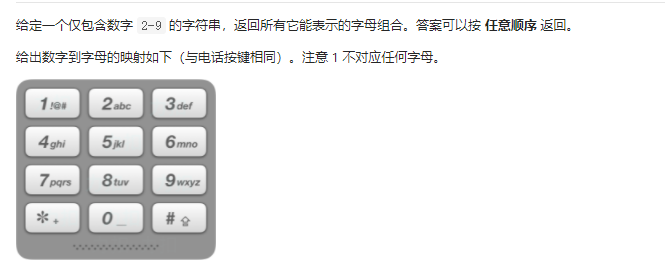 给定一个仅包含数字 2-9 的字符串，返回所有它能表示的字母组合。答案可以按 任意顺序 返回。
给出数字到字母的映射如下（与电话按键相同）。注意 1 不对应任何字母。
1 !@# 2 abc 3 def
4 ghi 5 jkl 6 mno
7 pqrs 8 tuv 9 wxyz
* + 0 _ # ⇧